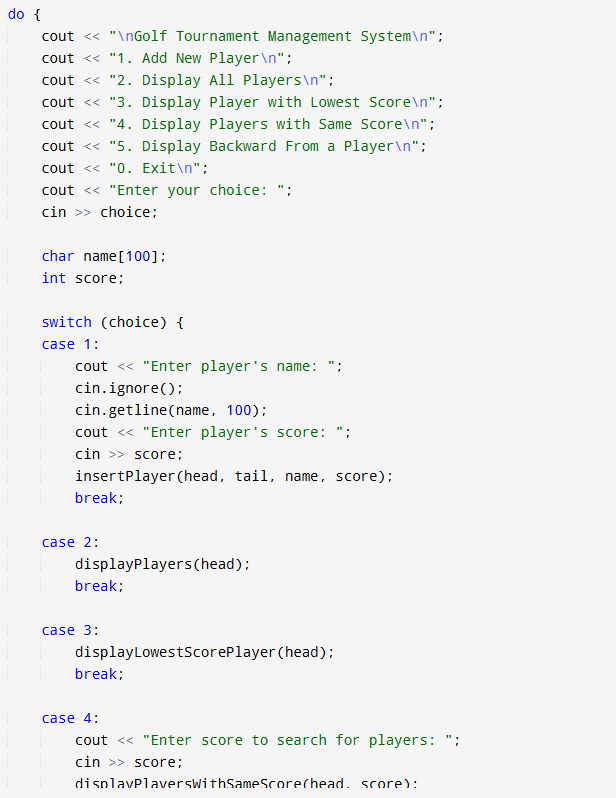 do {
    cout << "\nGolf Tournament Management System\n";
    cout << "1. Add New Player\n";
    cout << "2. Display All Players\n";
    cout << "3. Display Player with Lowest Score\n";
    cout << "4. Display Players with Same Score\n";
    cout << "5. Display Backward From a Player\n";
    cout << "0. Exit\n";
    cout << "Enter your choice: ";
    cin >> choice;

    char name[100];
    int score;

    switch (choice) {
    case 1:
        cout << "Enter player's name: ";
        cin.ignore();
        cin.getline(name, 100);
        cout << "Enter player's score: ";
        cin >> score;
        insertPlayer(head, tail, name, score);
        break;

    case 2:
        displayPlayers(head);
        break;

    case 3:
        displayLowestScorePlayer(head);
        break;

    case 4:
        cout << "Enter score to search for players: ";
        cin >> score;
        displayPlayersWithSameScore(head, score);